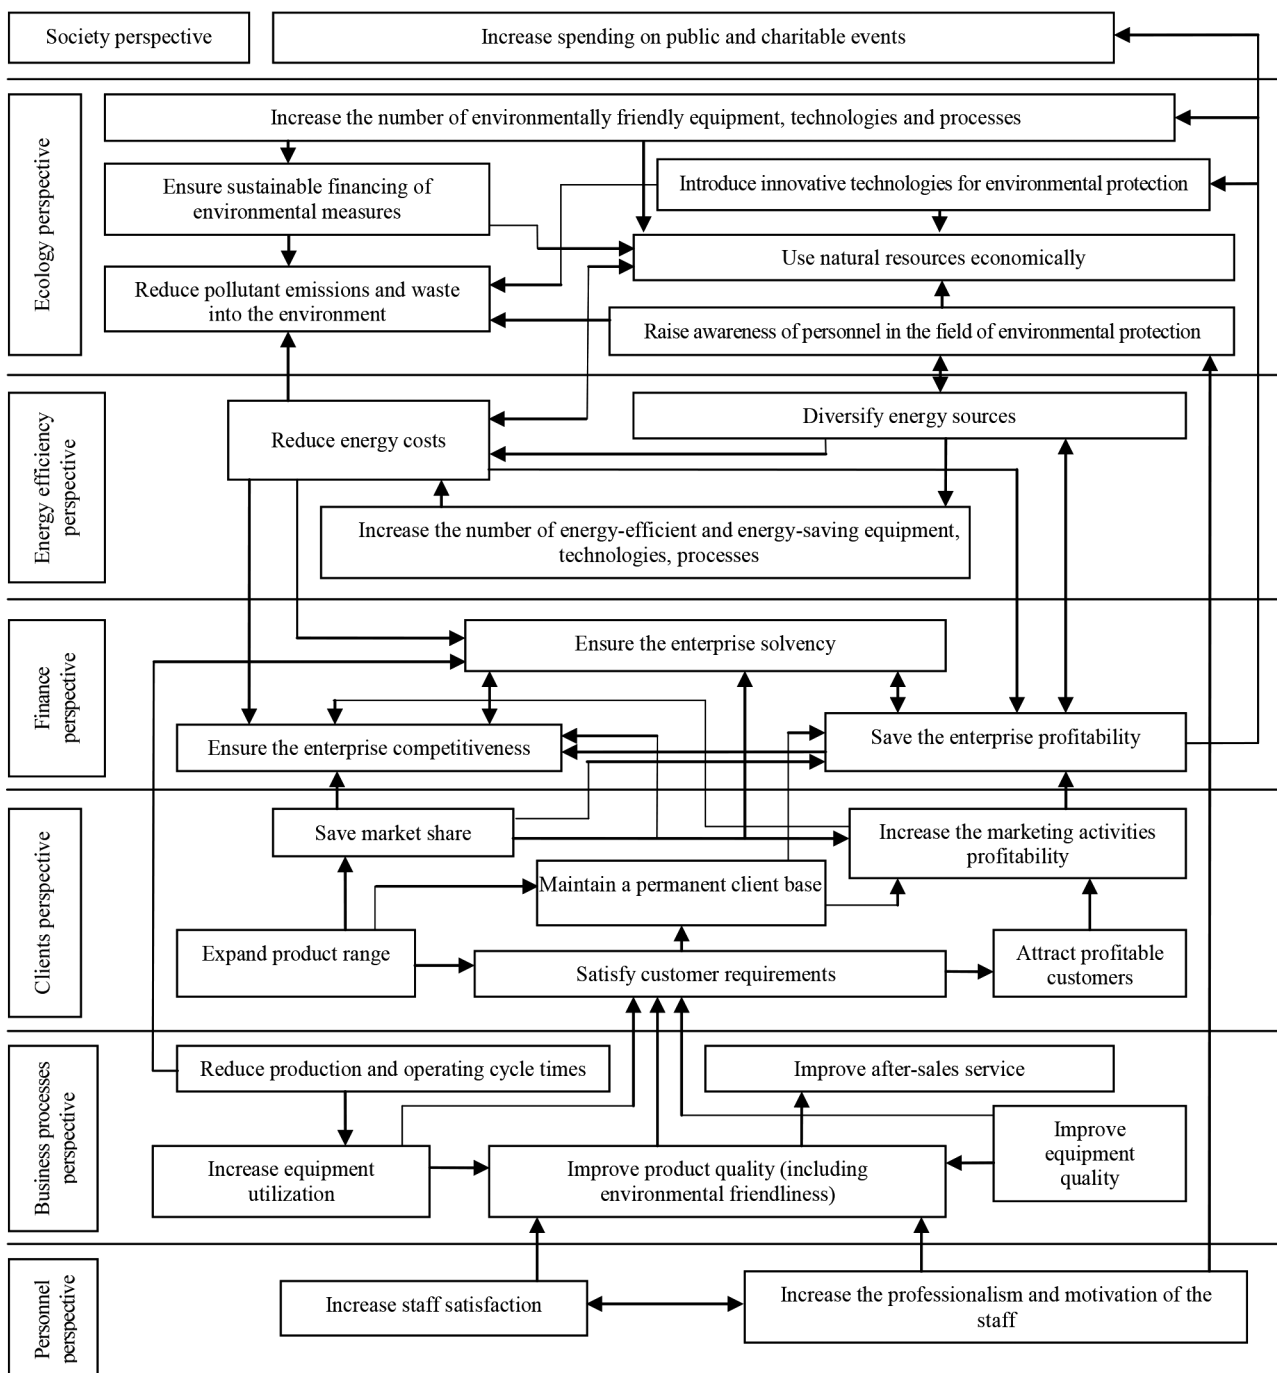 Society perspective
Increase spending on public and charitable events
Ecology perspective
Increase the number of environmentally friendly equipment, technologies and processes
Ensure sustainable financing of
environmental measures
Introduce innovative technologies for environmental protection
Use natural resources economically
Reduce pollutant emissions and waste
into the environment
Raise awareness of personnel in the field of environmental protection
Energy efficiency
perspective
Reduce energy costs
Diversify energy sources
Increase the number of energy-efficient and energy-saving equipment,
technologies, processes
Finance
perspective
Ensure the enterprise solvency
Ensure the enterprise competitiveness
Save the enterprise profitability
Clients perspective
Save market share
Increase the marketing activities
profitability
Maintain a permanent client base
Expand product range
Satisfy customer requirements
Attract profitable
customers
Business processes
perspective
Reduce production and operating cycle times
Improve after-sales service
Increase equipment
utilization
Improve product quality (including
environmental friendliness)
Improve
equipment
quality
Personnel
perspective
Increase staff satisfaction
Increase the professionalism and motivation of the
staff